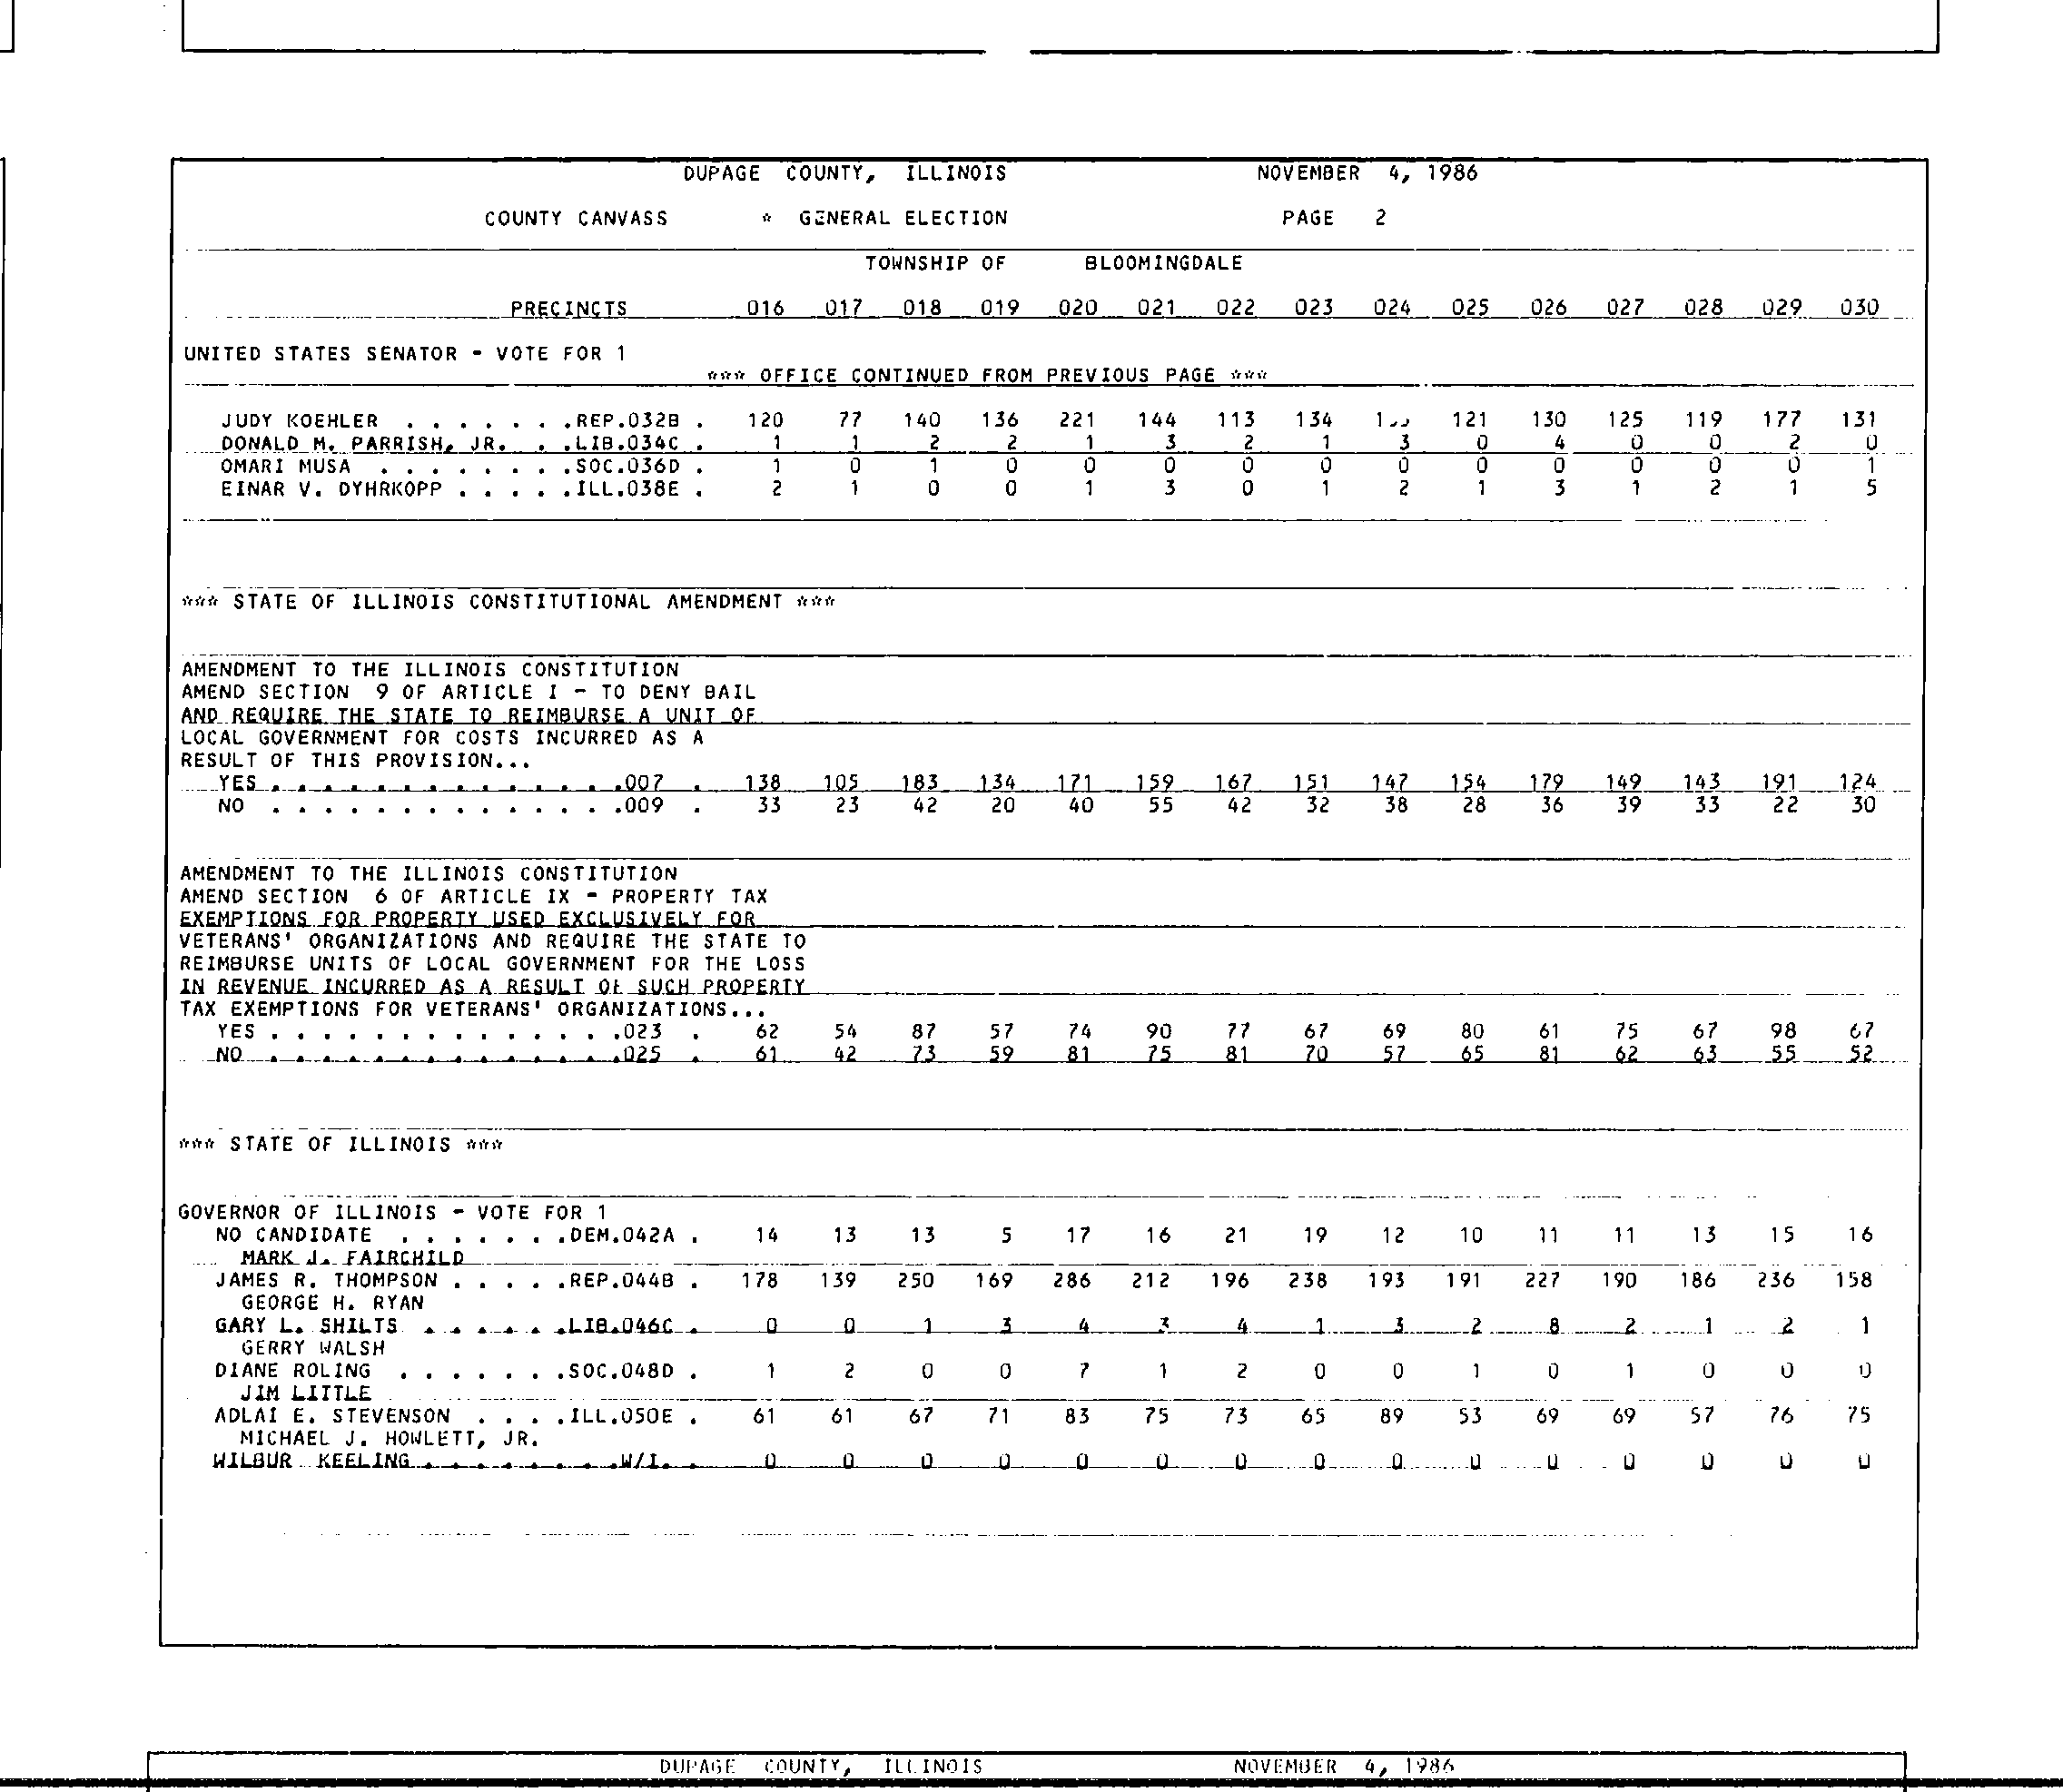 DUPAGE COUNTY, ILLINOIS NOVEMBER 4, 1986
COUNTY CANVASS * GENERAL ELECTION PAGE 2
TOWNSHIP OF BLOOMINGDALE
PRECINCTS 016 017 018 019 020 021 022 023 024 025 026 027 028 029 030
UNITED STATES SENATOR - VOTE FOR 1
*** OFFICE CONTINUED FROM PREVIOUS PAGE ***
JUDY KOEHLER . . . . . . .REP.032B . 120 77 140 136 221 144 113 134 121 130 125 119 177 131
DONALD M. PARRISH, JR. . .LIB.034C . 1 1 2 2 1 3 2 1 3 0 4 0 0 2 0
OMARI MUSA . . . . . . . .SOC.036D . 1 0 1 0 0 0 0 0 0 0 0 0 0 0 1
EINAR V. DYHRKOPP . . . . .ILL.038E . 2 1 0 0 1 3 0 1 2 1 3 1 2 1 5
*** STATE OF ILLINOIS CONSTITUTIONAL AMENDMENT ***
AMENDMENT TO THE ILLINOIS CONSTITUTION
AMEND SECTION 9 OF ARTICLE I - TO DENY BAIL
AND REQUIRE THE STATE TO REIMBURSE A UNIT OF
LOCAL GOVERNMENT FOR COSTS INCURRED AS A
RESULT OF THIS PROVISION...
YES . . . . . . . . . . . . . .007 . 138 105 183 134 171 159 167 151 147 154 179 149 143 191 124
NO . . . . . . . . . . . . . .009 . 33 23 42 20 40 55 42 32 38 28 36 39 33 22 30
AMENDMENT TO THE ILLINOIS CONSTITUTION
AMEND SECTION 6 OF ARTICLE IX - PROPERTY TAX
EXEMPTIONS FOR PROPERTY USED EXCLUSIVELY FOR
VETERANS' ORGANIZATIONS AND REQUIRE THE STATE TO
REIMBURSE UNITS OF LOCAL GOVERNMENT FOR THE LOSS
IN REVENUE INCURRED AS A RESULT OF SUCH PROPERTY
TAX EXEMPTIONS FOR VETERANS' ORGANIZATIONS...
YES . . . . . . . . . . . . . .023 . 62 54 87 57 74 90 77 67 69 80 61 75 67 98 67
NO . . . . . . . . . . . . . .025 . 61 42 73 59 81 75 81 70 57 65 81 62 63 55 52
*** STATE OF ILLINOIS ***
GOVERNOR OF ILLINOIS - VOTE FOR 1
NO CANDIDATE . . . . . . .DEM.042A . 14 13 13 5 17 16 21 19 12 10 11 11 13 15 16
MARK J. FAIRCHILD
JAMES R. THOMPSON . . . . .REP.044B . 178 139 250 169 286 212 196 238 193 191 227 190 186 236 158
GEORGE H. RYAN
GARY L. SHILTS . . . . . .LIB.046C . 0 0 1 3 4 3 4 1 3 2 8 2 1 2 1
GERRY WALSH
DIANE ROLING . . . . . . .SOC.048D . 1 2 0 0 7 1 2 0 0 1 0 1 0 0 0
JIM LITTLE
ADLAI E. STEVENSON . . . .ILL.050E . 61 61 67 71 83 75 73 65 89 53 69 69 57 76 75
MICHAEL J. HOWLETT, JR.
WILBUR KEELING . . . . . . . .W/I. . 0 0 0 0 0 0 0 0 0 0 0 0 0 0 0
DUPAGE COUNTY, ILLINOIS NOVEMBER 4, 1986